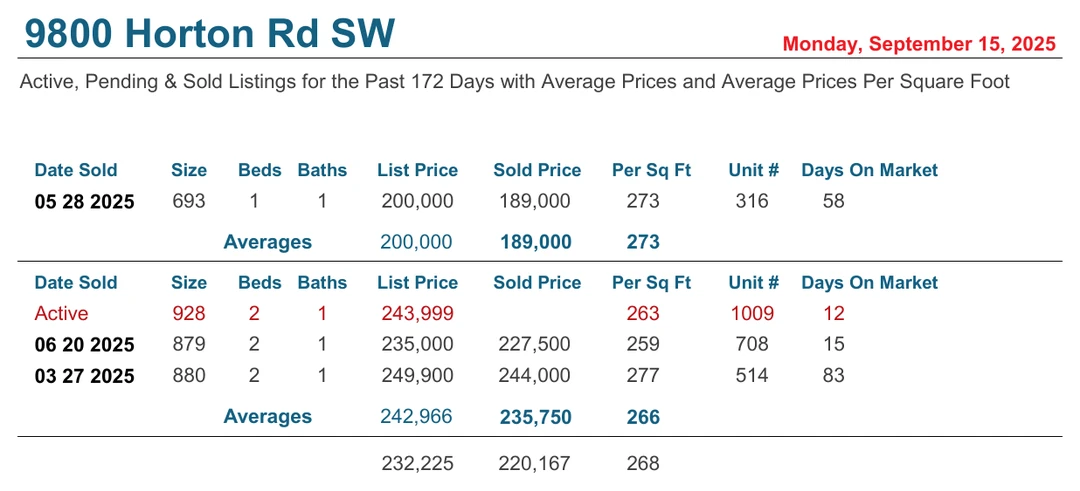 9800 Horton Rd SW
Monday, September 15, 2025
Active, Pending & Sold Listings for the Past 172 Days with Average Prices and Average Prices Per Square Foot
Date Sold Size Beds Baths List Price Sold Price Per Sq Ft Unit # Days On Market
05 28 2025 693 1 1 200,000 189,000 273 316 58
Averages 200,000 189,000 273
Date Sold Size Beds Baths List Price Sold Price Per Sq Ft Unit # Days On Market
Active 928 2 1 243,999 263 1009 12
06 20 2025 879 2 1 235,000 227,500 259 708 15
03 27 2025 880 2 1 249,900 244,000 277 514 83
Averages 242,966 235,750 266
232,225 220,167 268